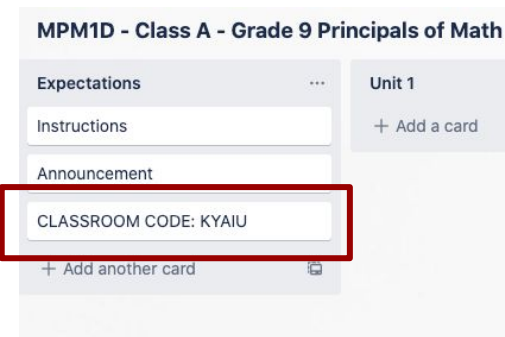 MPM1D - Class A - Grade 9 Principals of Math
Expectations
Instructions
Announcement
CLASSROOM CODE: KYAIU
+ Add another card
Unit 1
+ Add a card